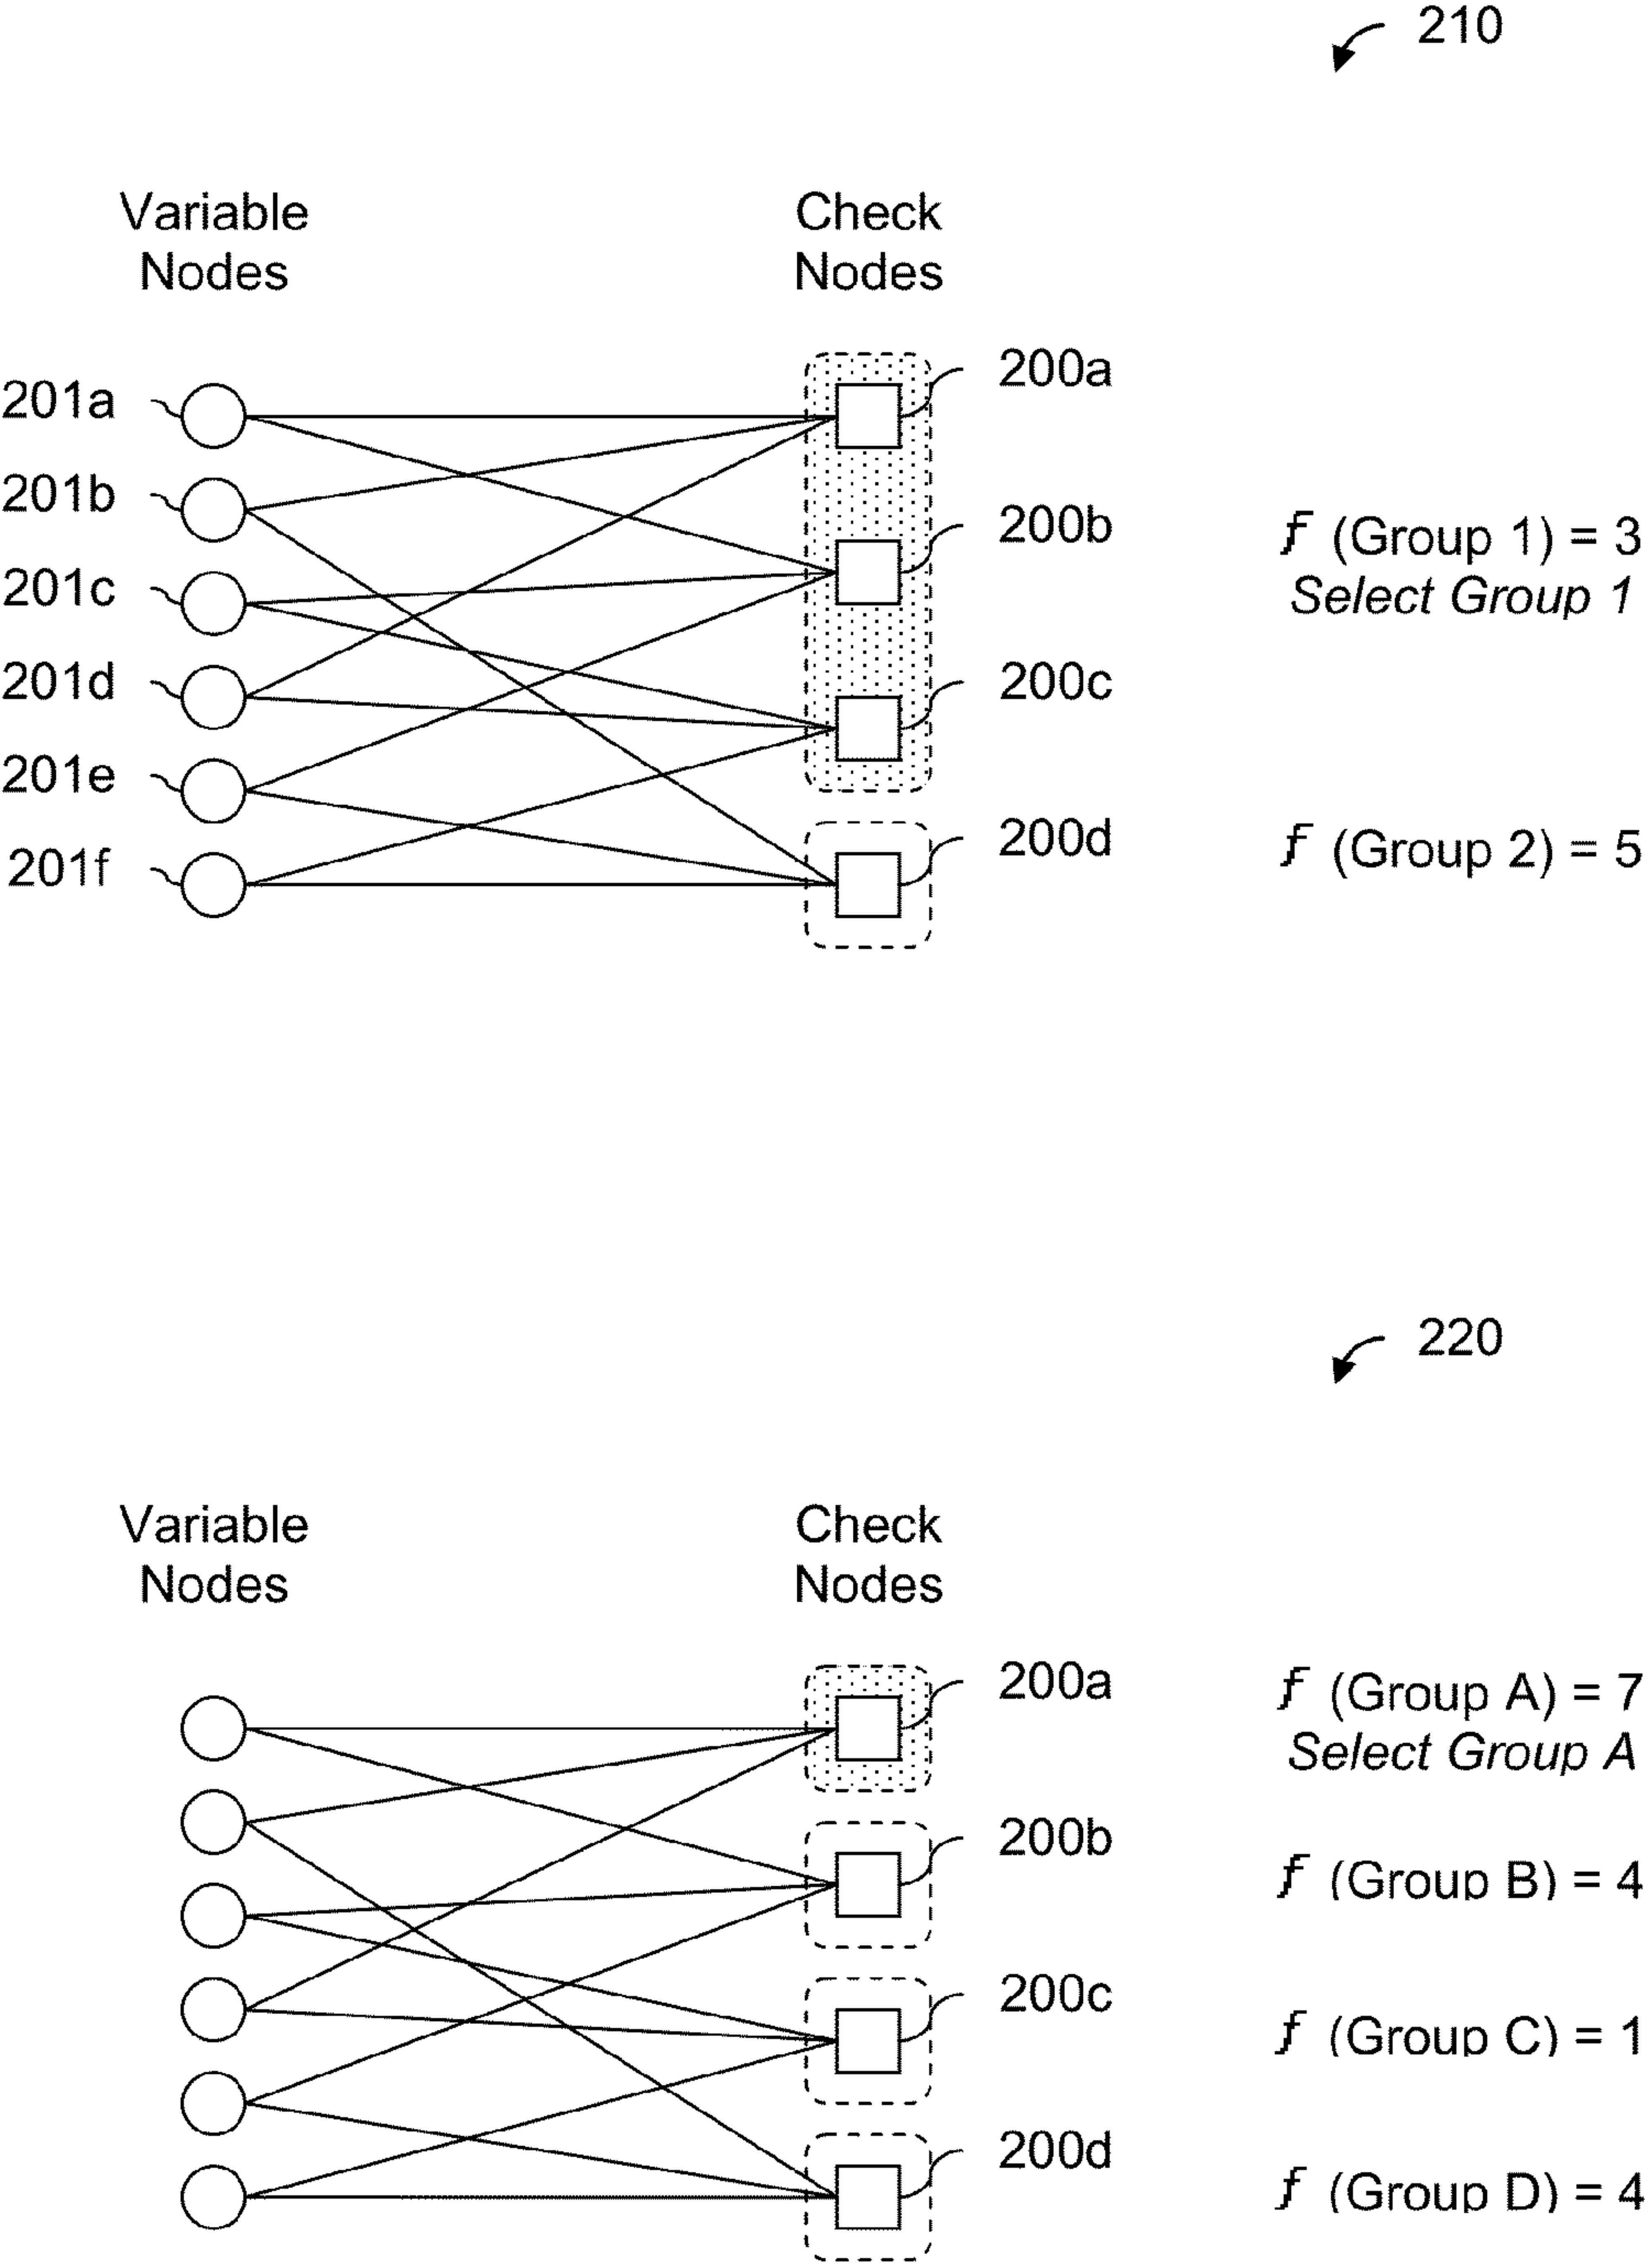 210
Variable
Nodes
Check
Nodes
201a
200a
201b
200b
ƒ (Group 1) = 3
Select Group 1
201c
201d
200c
201e
200d
ƒ (Group 2) = 5
201f
220
Variable
Nodes
Check
Nodes
200a
ƒ (Group A) = 7
Select Group A
200b
ƒ (Group B) = 4
200c
ƒ (Group C) = 1
200d
ƒ (Group D) = 4